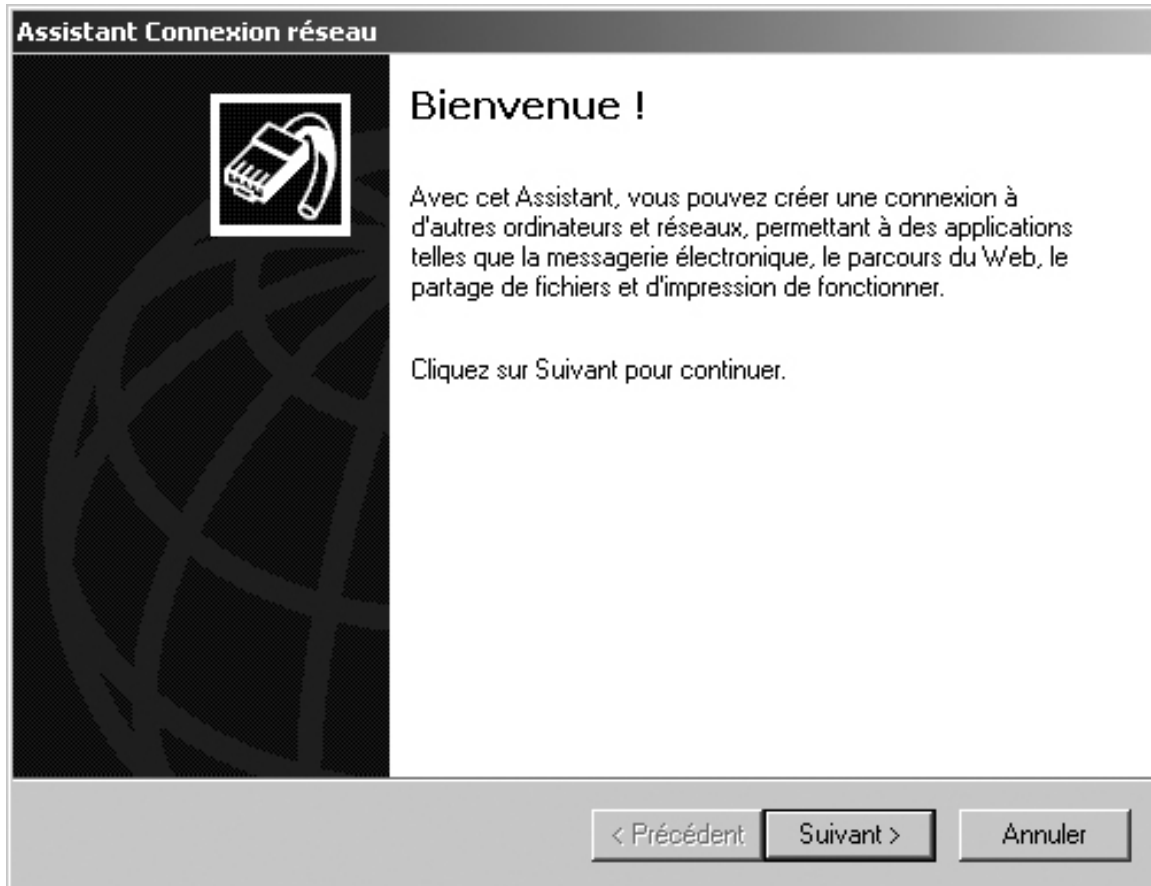 Assistant Connexion réseau
Bienvenue !
Avec cet Assistant, vous pouvez créer une connexion à
d'autres ordinateurs et réseaux, permettant à des applications
telles que la messagerie électronique, le parcours du Web, le
partage de fichiers et d'impression de fonctionner.
Cliquez sur Suivant pour continuer.
< Précédent Suivant > Annuler